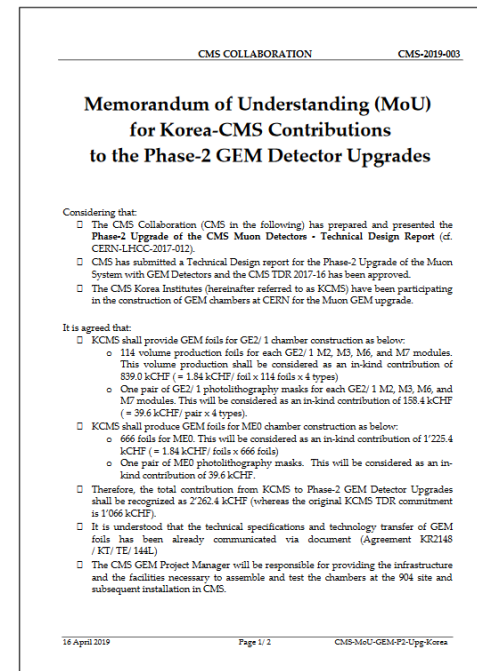 CMS COLLABORATION CMS-2019-003
Memorandum of Understanding (MoU)
for Korea-CMS Contributions
to the Phase-2 GEM Detector Upgrades
Considering that:
The CMS Collaboration (CMS in the following) has prepared and presented the
Phase-2 Upgrade of the CMS Muon Detectors - Technical Design Report (cf.
CERN-LHCC-2017-012).
CMS has submitted a Technical Design report for the Phase-2 Upgrade of the Muon
System with GEM Detectors and the CMS TDR 2017-16 has been approved.
The CMS Korea Institutes (hereinafter referred to as KCMS) have been participating
in the construction of GEM chambers at CERN for the Muon GEM upgrade.
It is agreed that:
KCMS shall provide GEM foils for GE2/1 chamber construction as below:
o 114 volume production foils for each GE2/1 M2, M3, M6, and M7 modules.
This volume production shall be considered as an in-kind contribution of
839.0 kCHF ( = 1.84 kCHF/ foil x 114 foils x 4 types)
o One pair of GE2/1 photolithography masks for each GE2/1 M2, M3, M6, and
M7 modules. This will be considered as an in-kind contribution of 158.4 kCHF
( = 39.6 kCHF/ pair x 4 types).
KCMS shall produce GEM foils for ME0 chamber construction as below:
o 666 foils for ME0. This will be considered as an in-kind contribution of 1'225.4
kCHF ( = 1.84 kCHF/ foils x 666 foils)
o One pair of ME0 photolithography masks. This will be considered as an in-
kind contribution of 39.6 kCHF.
Therefore, the total contribution from KCMS to Phase-2 GEM Detector Upgrades
shall be recognized as 2'262.4 kCHF (whereas the original KCMS TDR commitment
is 1'066 kCHF).
It is understood that the technical specifications and technology transfer of GEM
foils has been already communicated via document (Agreement KR2148
/KT/TE/144L)
The CMS GEM Project Manager will be responsible for providing the infrastructure
and the facilities necessary to assemble and test the chambers at the 904 site and
subsequent installation in CMS.
16 April 2019 Page 1/2 CMS-MoU-GEM-P2-Upg-Korea